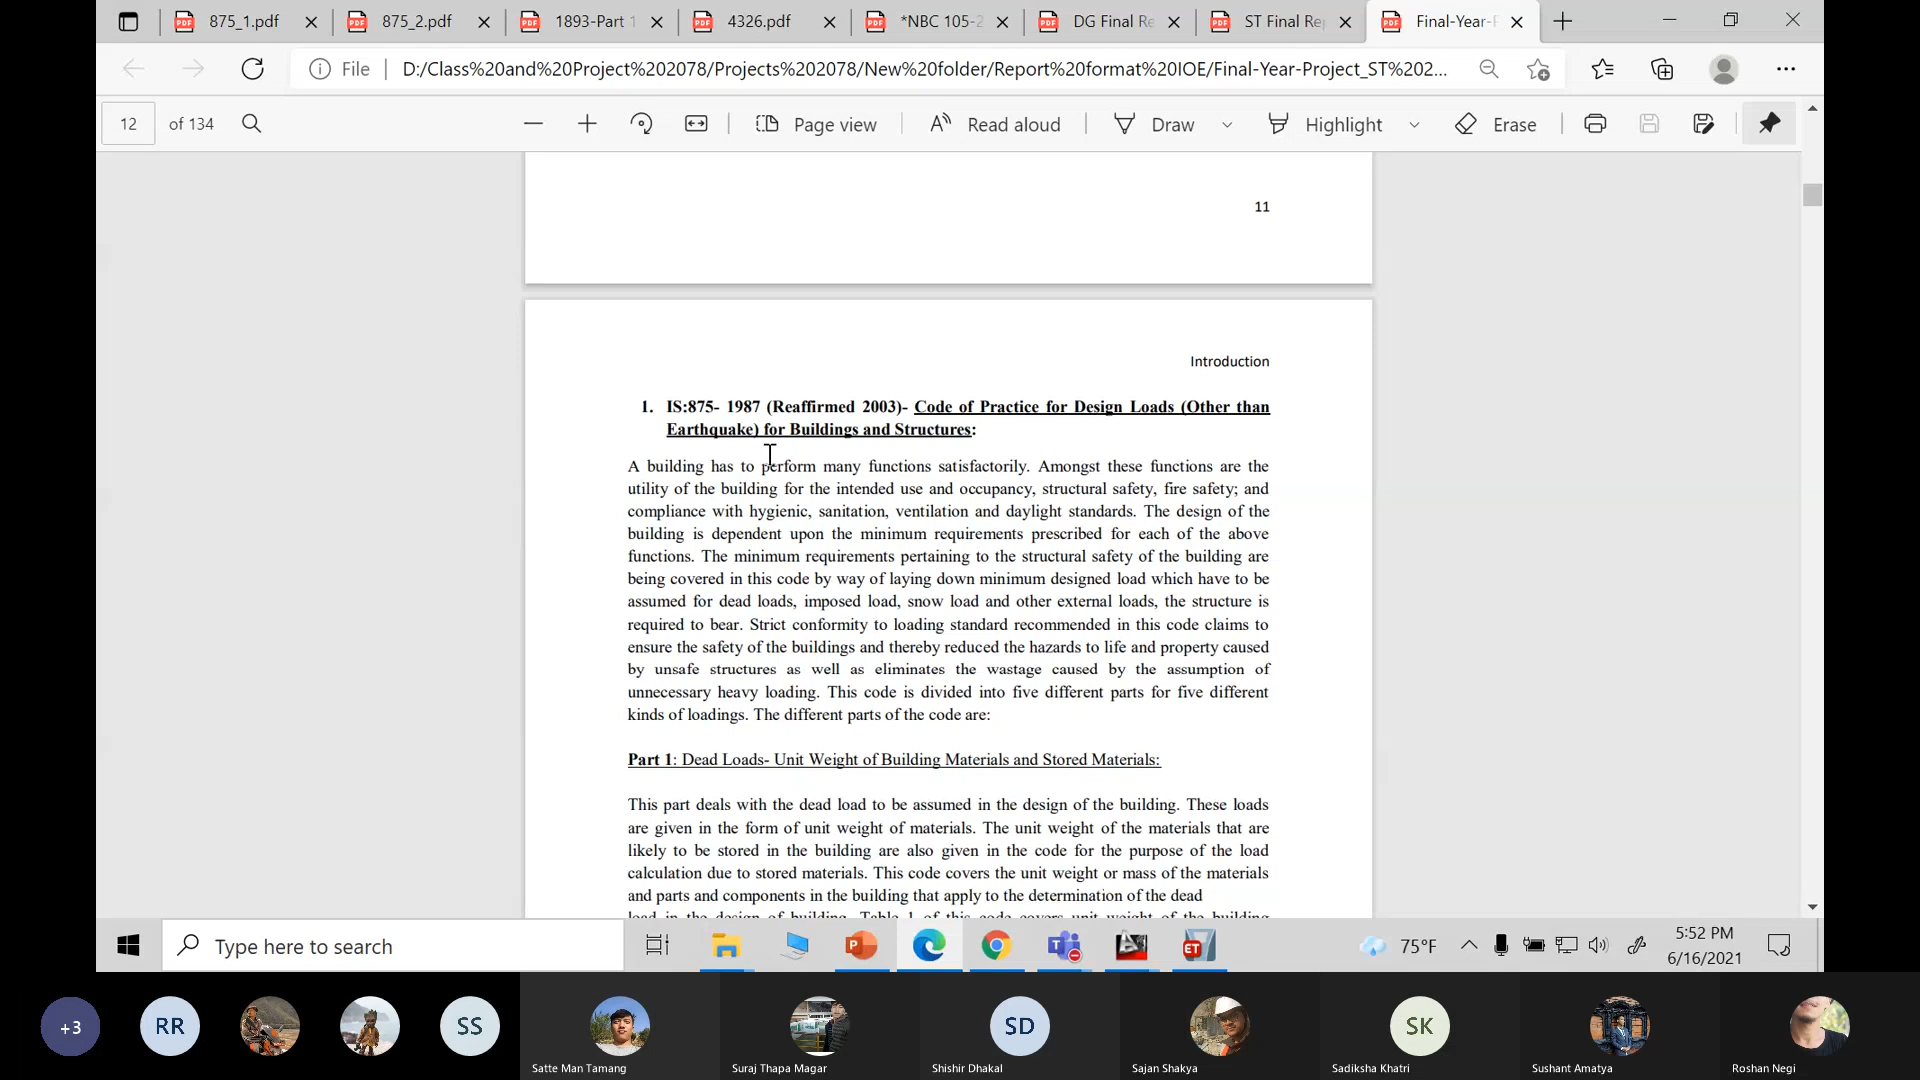 875_1.pdf
875_2.pdf
1893-Part 1
4326.pdf
*NBC 105-2
DG Final Re
ST Final Re
Final-Year-P
File
D:/Class%20and%20Project%202078/Projects%202078/New%20folder/Report%20format%20IOE/Final-Year-Project_ST%202...
12 of 134
Page view
Read aloud
Draw
Highlight
Erase
11
Introduction
1. IS:875- 1987 (Reaffirmed 2003)- Code of Practice for Design Loads (Other than
Earthquake) for Buildings and Structures:
A building has to perform many functions satisfactorily. Amongst these functions are the
utility of the building for the intended use and occupancy, structural safety, fire safety; and
compliance with hygienic, sanitation, ventilation and daylight standards. The design of the
building is dependent upon the minimum requirements prescribed for each of the above
functions. The minimum requirements pertaining to the structural safety of the building are
being covered in this code by way of laying down minimum designed load which have to be
assumed for dead loads, imposed load, snow load and other external loads, the structure is
required to bear. Strict conformity to loading standard recommended in this code claims to
ensure the safety of the buildings and thereby reduced the hazards to life and property caused
by unsafe structures as well as eliminates the wastage caused by the assumption of
unnecessary heavy loading. This code is divided into five different parts for five different
kinds of loadings. The different parts of the code are:
Part 1: Dead Loads- Unit Weight of Building Materials and Stored Materials:
This part deals with the dead load to be assumed in the design of the building. These loads
are given in the form of unit weight of materials. The unit weight of the materials that are
likely to be stored in the building are also given in the code for the purpose of the load
calculation due to stored materials. This code covers the unit weight or mass of the materials
and parts and components in the building that apply to the determination of the dead
load in the design of building. Table 1 of this code covers unit weight of the building
Type here to search
75°F
5:52 PM
6/16/2021
+3
RR
SS
SD
SK
Satte Man Tamang
Suraj Thapa Magar
Shishir Dhakal
Sajan Shakya
Sadiksha Khatri
Sushant Amatya
Roshan Negi